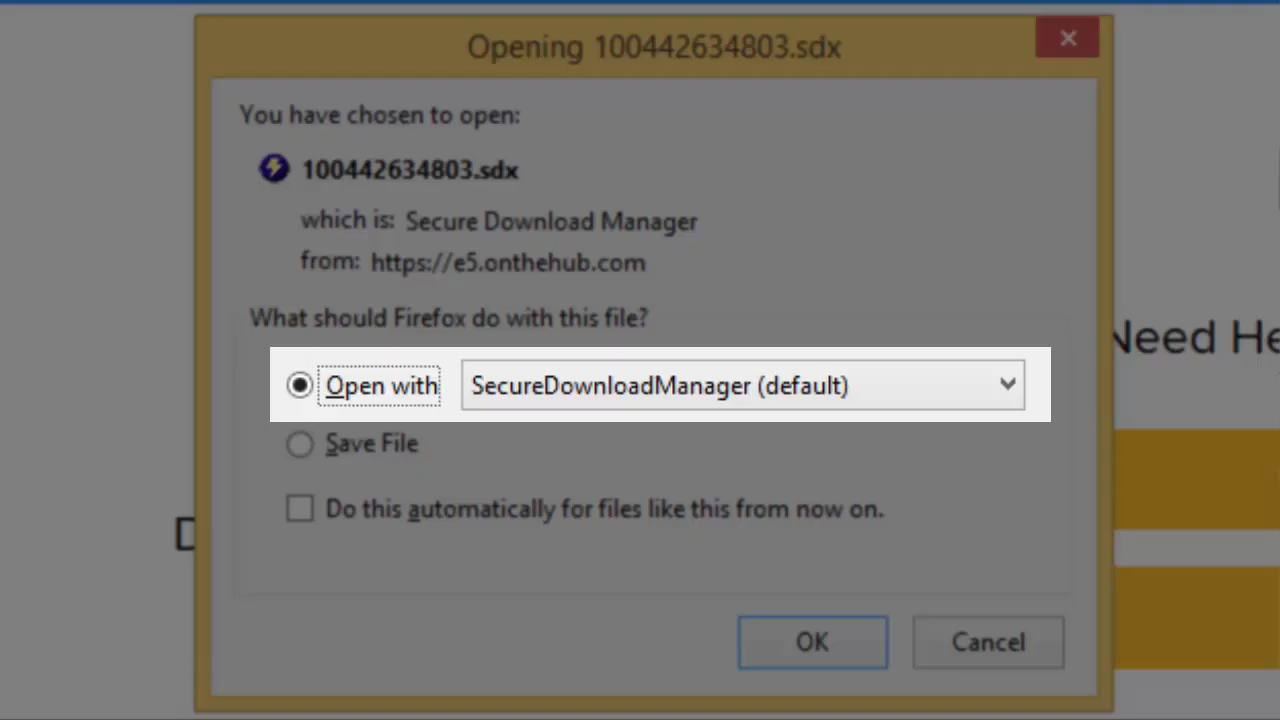 Opening 100442634803.sdx
You have chosen to open:
100442634803.sdx
which is: Secure Download Manager
from: https://e5.onthehub.com
What should Firefox do with this file?
Need He
Open with SecureDownloadManager (default)
Save File
D
Do this automatically for files like this from now on.
OK Cancel